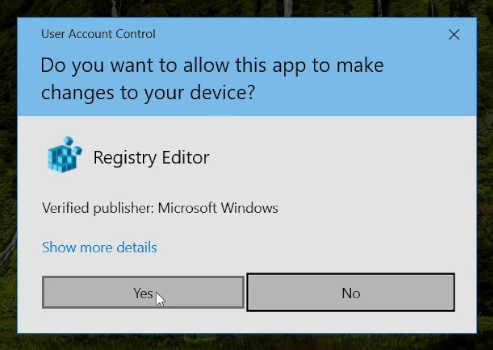 User Account Control
Do you want to allow this app to make
changes to your device?
Registry Editor
Verified publisher: Microsoft Windows
Show more details
Yes
No